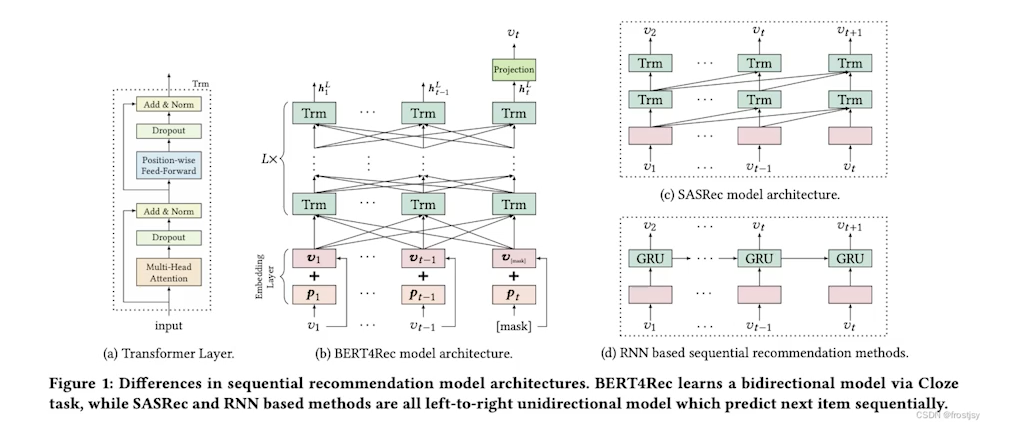 Trm
Add & Norm
Dropout
Position-wise
Feed-Forward
Add & Norm
Dropout
Multi-Head
Attention
input
(a) Transformer Layer.
v_t
Projection
h_1^L ... h_{t-1}^L h_t^L
Trm ... Trm Trm
L×
Trm ... Trm Trm
Embedding
Layer
v_1 ... v_{t-1} v_[mask]
+ + +
p_1 ... p_{t-1} p_t
v_1 ... v_{t-1} [mask]
(b) BERT4Rec model architecture.
v_2 ... v_t v_{t+1}
Trm ... Trm Trm
Trm ... Trm Trm
v_1 ... v_{t-1} v_t
(c) SASRec model architecture.
v_2 ... v_t v_{t+1}
GRU ... GRU GRU
...
v_1 ... v_{t-1} v_t
(d) RNN based sequential recommendation methods.
Figure 1: Differences in sequential recommendation model architectures. BERT4Rec learns a bidirectional model via Cloze
task, while SASRec and RNN based methods are all left-to-right unidirectional model which predict next item sequentially.
CSDN @frostjsy